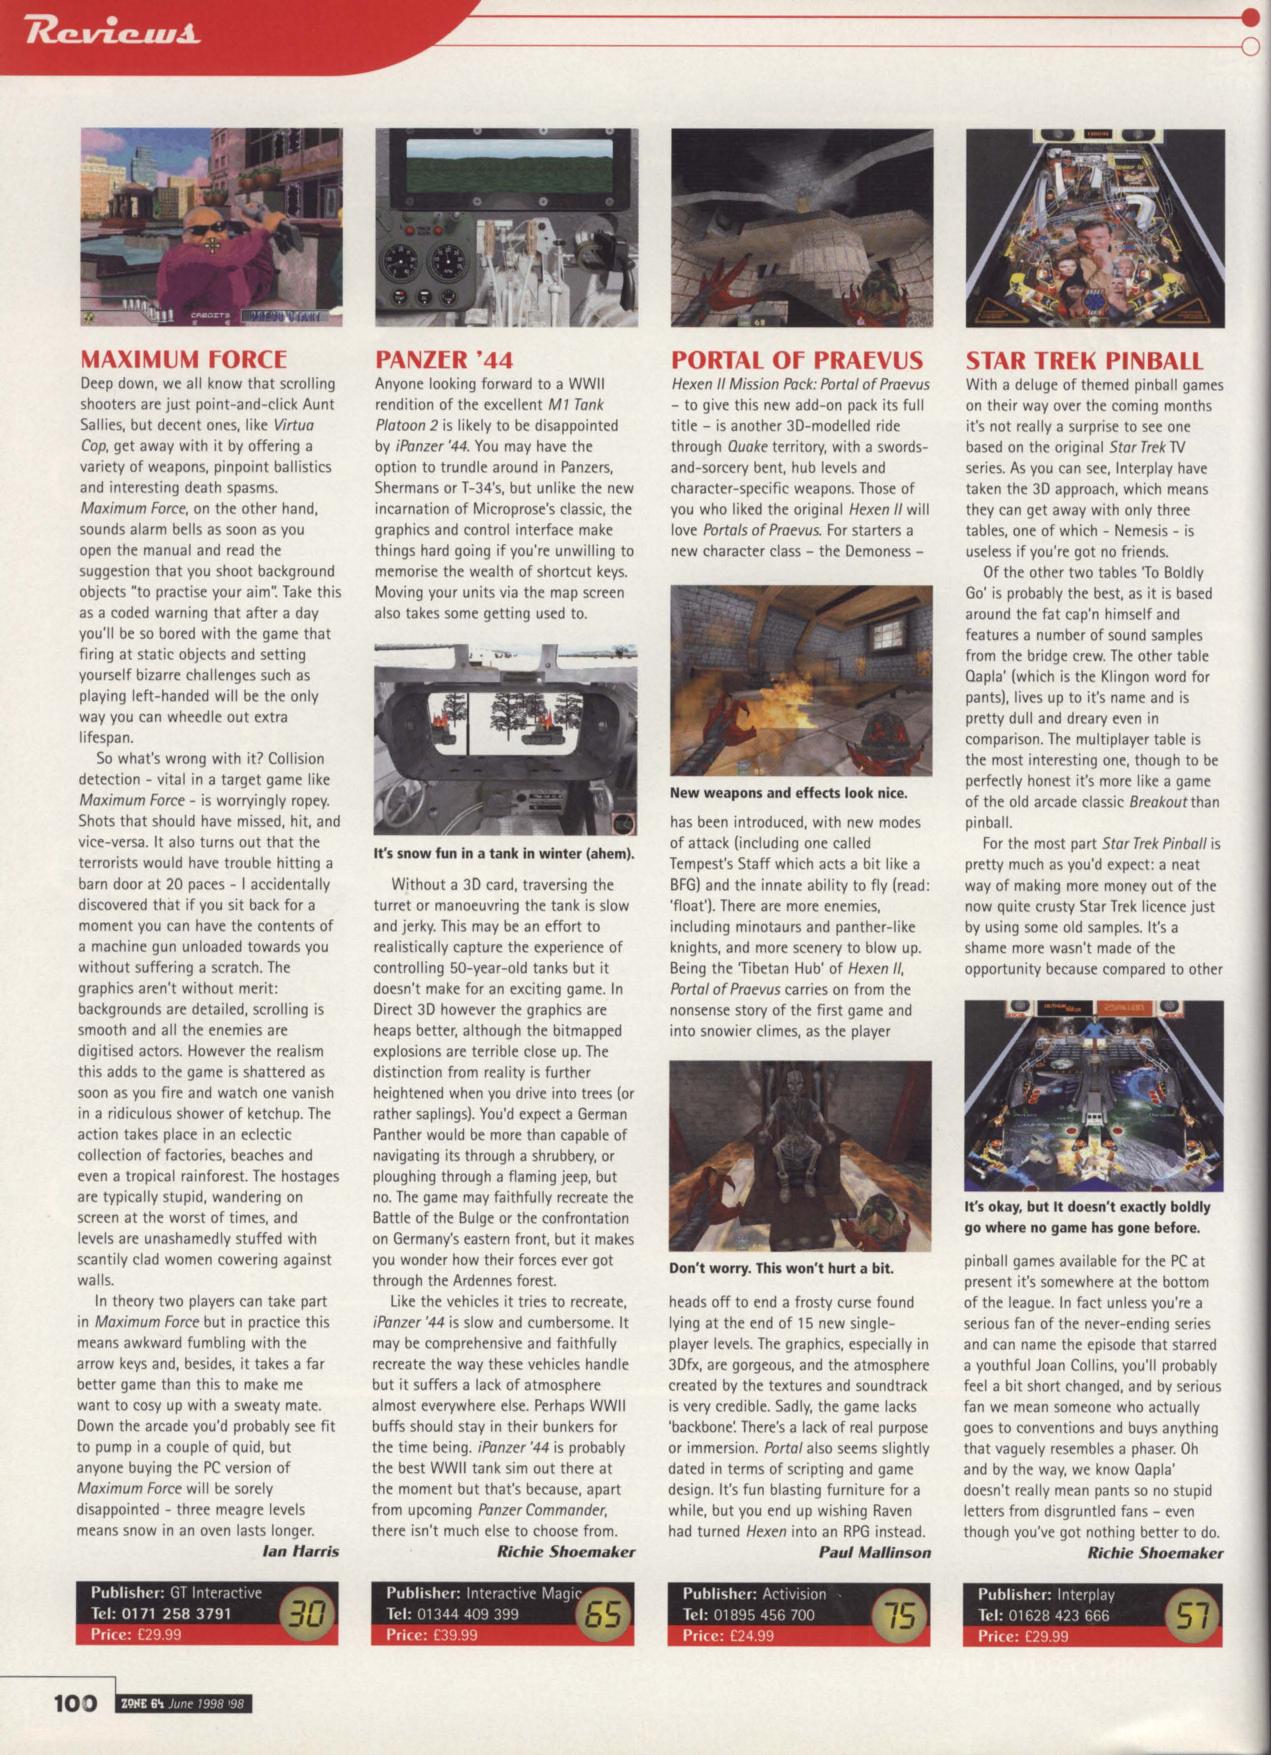 Reviews
MAXIMUM FORCE
Deep down, we all know that scrolling
shooters are just point-and-click Aunt
Sallies, but decent ones, like Virtua
Cop, get away with it by offering a
variety of weapons, pinpoint ballistics
and interesting death spasms.
Maximum Force, on the other hand,
sounds alarm bells as soon as you
open the manual and read the
suggestion that you shoot background
objects "to practise your aim". Take this
as a coded warning that after a day
you'll be so bored with the game that
firing at static objects and setting
yourself bizarre challenges such as
playing left-handed will be the only
way you can wheedle out extra
lifespan.
So what's wrong with it? Collision
detection - vital in a target game like
Maximum Force - is worryingly ropey.
Shots that should have missed, hit, and
vice-versa. It also turns out that the
terrorists would have trouble hitting a
barn door at 20 paces - I accidentally
discovered that if you sit back for a
moment you can have the contents of
a machine gun unloaded towards you
without suffering a scratch. The
graphics aren't without merit:
backgrounds are detailed, scrolling is
smooth and all the enemies are
digitised actors. However the realism
this adds to the game is shattered as
soon as you fire and watch one vanish
in a ridiculous shower of ketchup. The
action takes place in an eclectic
collection of factories, beaches and
even a tropical rainforest. The hostages
are typically stupid, wandering on
screen at the worst of times, and
levels are unashamedly stuffed with
scantily clad women cowering against
walls.
In theory two players can take part
in Maximum Force but in practice this
means awkward fumbling with the
arrow keys and, besides, it takes a far
better game than this to make me
want to cosy up with a sweaty mate.
Down the arcade you'd probably see fit
to pump in a couple of quid, but
anyone buying the PC version of
Maximum Force will be sorely
disappointed - three meagre levels
means snow in an oven lasts longer.
Ian Harris
Publisher: GT Interactive
Tel: 0171 258 3791
Price: £29.99
30
PANZER '44
Anyone looking forward to a WWII
rendition of the excellent M1 Tank
Platoon 2 is likely to be disappointed
by iPanzer '44. You may have the
option to trundle around in Panzers,
Shermans or T-34's, but unlike the new
incarnation of Microprose's classic, the
graphics and control interface make
things hard going if you're unwilling to
memorise the wealth of shortcut keys.
Moving your units via the map screen
also takes some getting used to.
It's snow fun in a tank in winter (ahem).
Without a 3D card, traversing the
turret or manoeuvring the tank is slow
and jerky. This may be an effort to
realistically capture the experience of
controlling 50-year-old tanks but it
doesn't make for an exciting game. In
Direct 3D however the graphics are
heaps better, although the bitmapped
explosions are terrible close up. The
distinction from reality is further
heightened when you drive into trees (or
rather saplings). You'd expect a German
Panther would be more than capable of
navigating its through a shrubbery, or
ploughing through a flaming jeep, but
no. The game may faithfully recreate the
Battle of the Bulge or the confrontation
on Germany's eastern front, but it makes
you wonder how their forces ever got
through the Ardennes forest.
Like the vehicles it tries to recreate,
iPanzer '44 is slow and cumbersome. It
may be comprehensive and faithfully
recreate the way these vehicles handle
but it suffers a lack of atmosphere
almost everywhere else. Perhaps WWII
buffs should stay in their bunkers for
the time being. iPanzer '44 is probably
the best WWII tank sim out there at
the moment but that's because, apart
from upcoming Panzer Commander,
there isn't much else to choose from.
Richie Shoemaker
Publisher: Interactive Magic
Tel: 01344 409 399
Price: £39.99
65
PORTAL OF PRAEVUS
Hexen II Mission Pack: Portal of Praevus
– to give this new add-on pack its full
title – is another 3D-modelled ride
through Quake territory, with a swords-
and-sorcery bent, hub levels and
character-specific weapons. Those of
you who liked the original Hexen II will
love Portals of Praevus. For starters a
new character class – the Demoness –
New weapons and effects look nice.
has been introduced, with new modes
of attack (including one called
Tempest's Staff which acts a bit like a
BFG) and the innate ability to fly (read:
'float'). There are more enemies,
including minotaurs and panther-like
knights, and more scenery to blow up.
Being the 'Tibetan Hub' of Hexen II,
Portal of Praevus carries on from the
nonsense story of the first game and
into snowier climes, as the player
Don't worry. This won't hurt a bit.
heads off to end a frosty curse found
lying at the end of 15 new single-
player levels. The graphics, especially in
3Dfx, are gorgeous, and the atmosphere
created by the textures and soundtrack
is very credible. Sadly, the game lacks
'backbone'. There's a lack of real purpose
or immersion. Portal also seems slightly
dated in terms of scripting and game
design. It's fun blasting furniture for a
while, but you end up wishing Raven
had turned Hexen into an RPG instead.
Paul Mallinson
Publisher: Activision
Tel: 01895 456 700
Price: £24.99
75
STAR TREK PINBALL
With a deluge of themed pinball games
on their way over the coming months
it's not really a surprise to see one
based on the original Star Trek TV
series. As you can see, Interplay have
taken the 3D approach, which means
they can get away with only three
tables, one of which - Nemesis - is
useless if you're got no friends.
Of the other two tables 'To Boldly
Go' is probably the best, as it is based
around the fat cap'n himself and
features a number of sound samples
from the bridge crew. The other table
Qapla' (which is the Klingon word for
pants), lives up to it's name and is
pretty dull and dreary even in
comparison. The multiplayer table is
the most interesting one, though to be
perfectly honest it's more like a game
of the old arcade classic Breakout than
pinball.
For the most part Star Trek Pinball is
pretty much as you'd expect: a neat
way of making more money out of the
now quite crusty Star Trek licence just
by using some old samples. It's a
shame more wasn't made of the
opportunity because compared to other
It's okay, but It doesn't exactly boldly
go where no game has gone before.
pinball games available for the PC at
present it's somewhere at the bottom
of the league. In fact unless you're a
serious fan of the never-ending series
and can name the episode that starred
a youthful Joan Collins, you'll probably
feel a bit short changed, and by serious
fan we mean someone who actually
goes to conventions and buys anything
that vaguely resembles a phaser. Oh
and by the way, we know Qapla'
doesn't really mean pants so no stupid
letters from disgruntled fans – even
though you've got nothing better to do.
Richie Shoemaker
Publisher: Interplay
Tel: 01628 423 666
Price: £29.99
57
CREDITS
PRESS START
68
100
ZONE 64 June 1998 '98